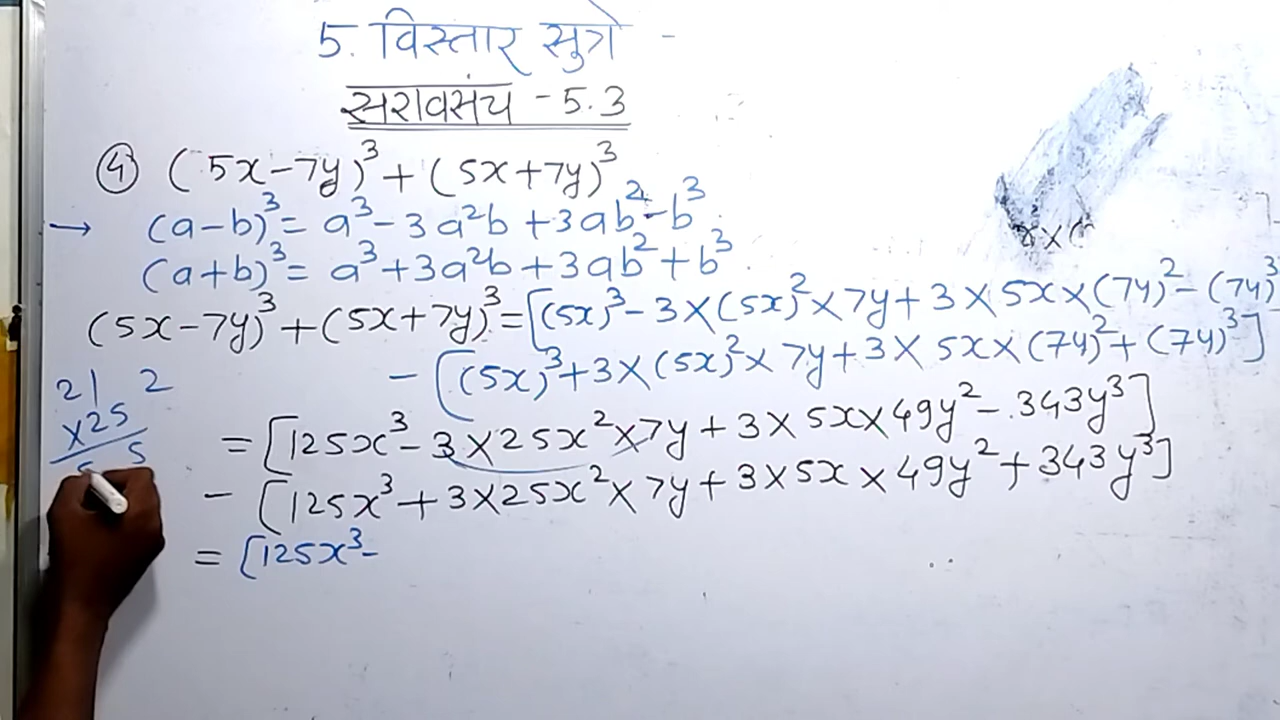 5. विस्तार सुत्रे -
सरावसंच - 5.3
④ (5x-7y)³ + (5x+7y)³
→ (a-b)³ = a³ - 3a²b + 3ab² - b³
(a+b)³ = a³ + 3a²b + 3ab² + b³
(5x-7y)³ + (5x+7y)³ = [(5x)³ - 3×(5x)²×7y + 3×5x×(7y)² - (7y)³
- [(5x)³ + 3×(5x)²×7y + 3×5x×(7y)² + (7y)³]
= [125x³ - 3×25x²×7y + 3×5x×49y² - 343y³]
- [125x³ + 3×25x²×7y + 3×5x×49y² + 343y³]
= [125x³ -
2 1 2
×25
5 5